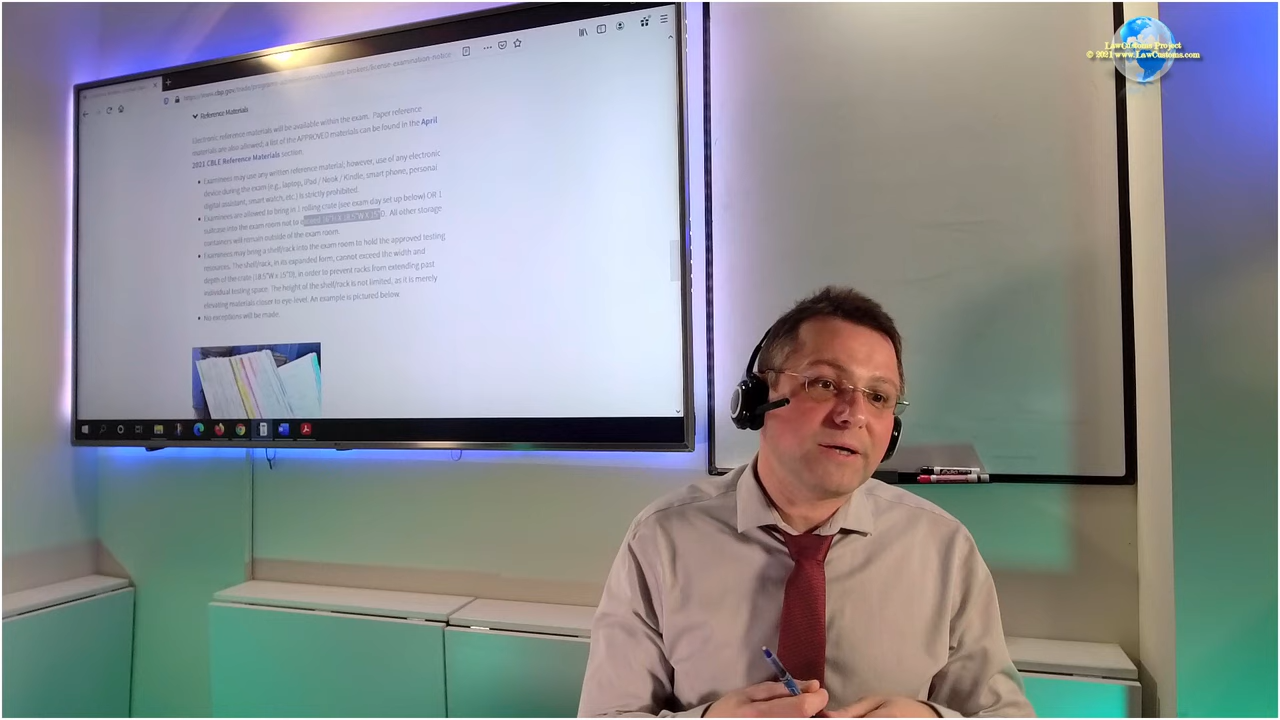 LawCustoms Project
© 2021 www.LawCustoms.com
Reference Materials
Electronic reference materials will be available within the exam. Paper reference
materials are also allowed, a list of the APPROVED materials can be found in the April
2021 CBLE Reference Materials section.
Examinees may use any written reference material; however, use of any electronic
device during the exam (e.g., laptop, iPad / Nook / Kindle, smart phone, personal
digital assistant, smart watch, etc.) is strictly prohibited.
Examinees are allowed to bring in 1 rolling crate (see exam day set up below) OR 1
suitcase into the exam room not to All other storage
containers will remain outside of the exam room.
Examinees may bring a shelf/rack into the exam room to hold the approved testing
resources. The shelf/rack, in its expanded form, cannot exceed the width and
depth of the crate (18.5"W x 15"D), in order to prevent racks from extending past
individual testing space. The height of the shelf/rack is not limited, as it is merely
elevating materials closer to eye-level. An example is pictured below.
No exceptions will be made.